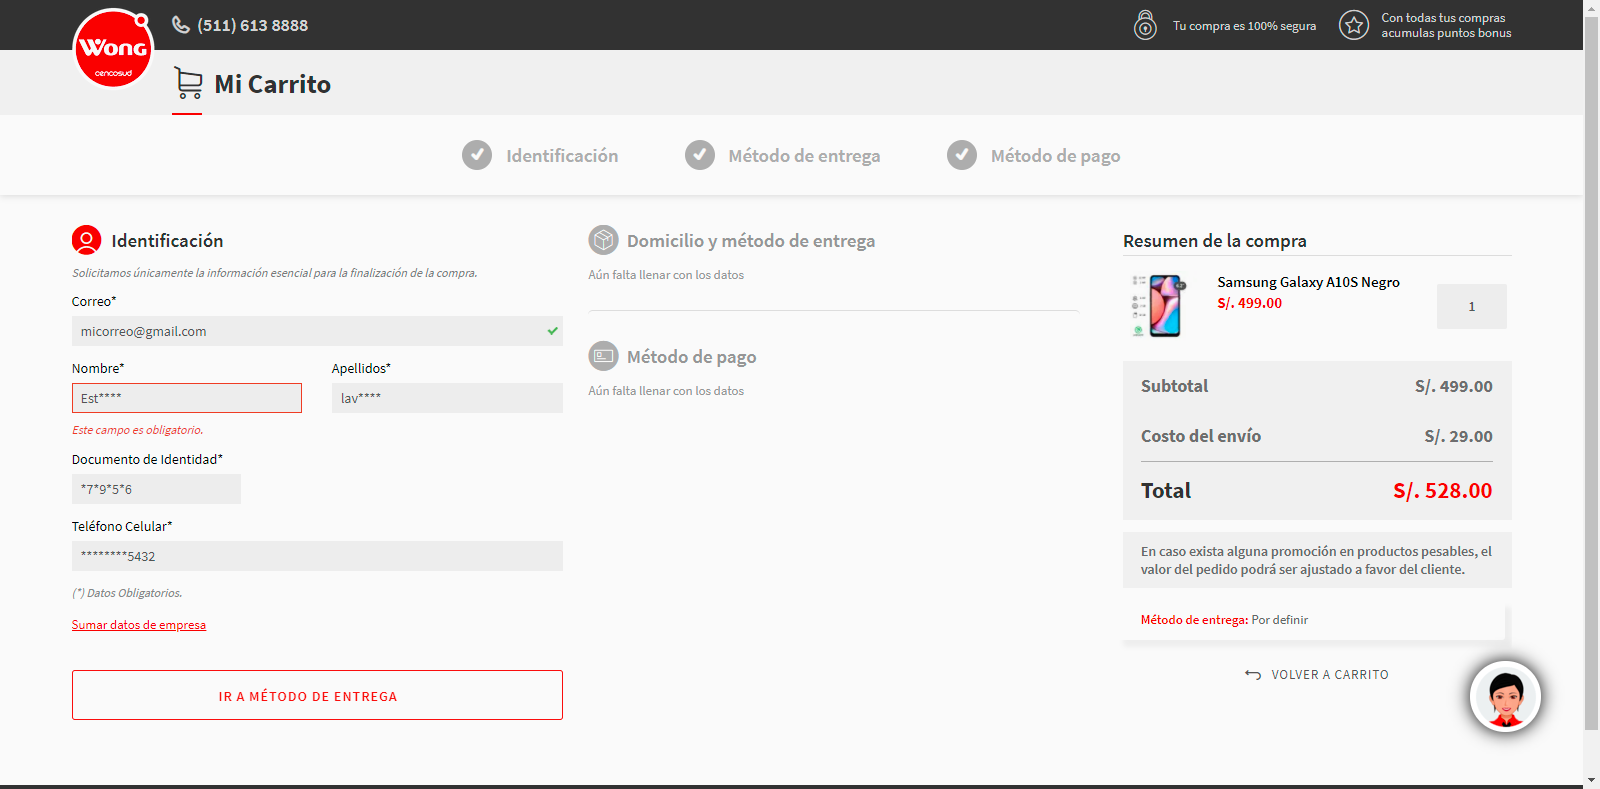 Wong
cencosud
(511) 613 8888
Tu compra es 100% segura
Con todas tus compras
acumulas puntos bonus
Mi Carrito
Identificación
Método de entrega
Método de pago
Identificación
Solicitamos únicamente la información esencial para la finalización de la compra.
Correo*
micorreo@gmail.com
Nombre*
Apellidos*
Est****
lav****
Este campo es obligatorio.
Documento de Identidad*
*7*9*5*6
Teléfono Celular*
********5432
(*) Datos Obligatorios.
Sumar datos de empresa
IR A MÉTODO DE ENTREGA
Domicilio y método de entrega
Aún falta llenar con los datos
Método de pago
Aún falta llenar con los datos
Resumen de la compra
Samsung Galaxy A10S Negro
S/. 499.00
1
Subtotal
S/. 499.00
Costo del envío
S/. 29.00
Total
S/. 528.00
En caso exista alguna promoción en productos pesables, el
valor del pedido podrá ser ajustado a favor del cliente.
Método de entrega: Por definir
VOLVER A CARRITO